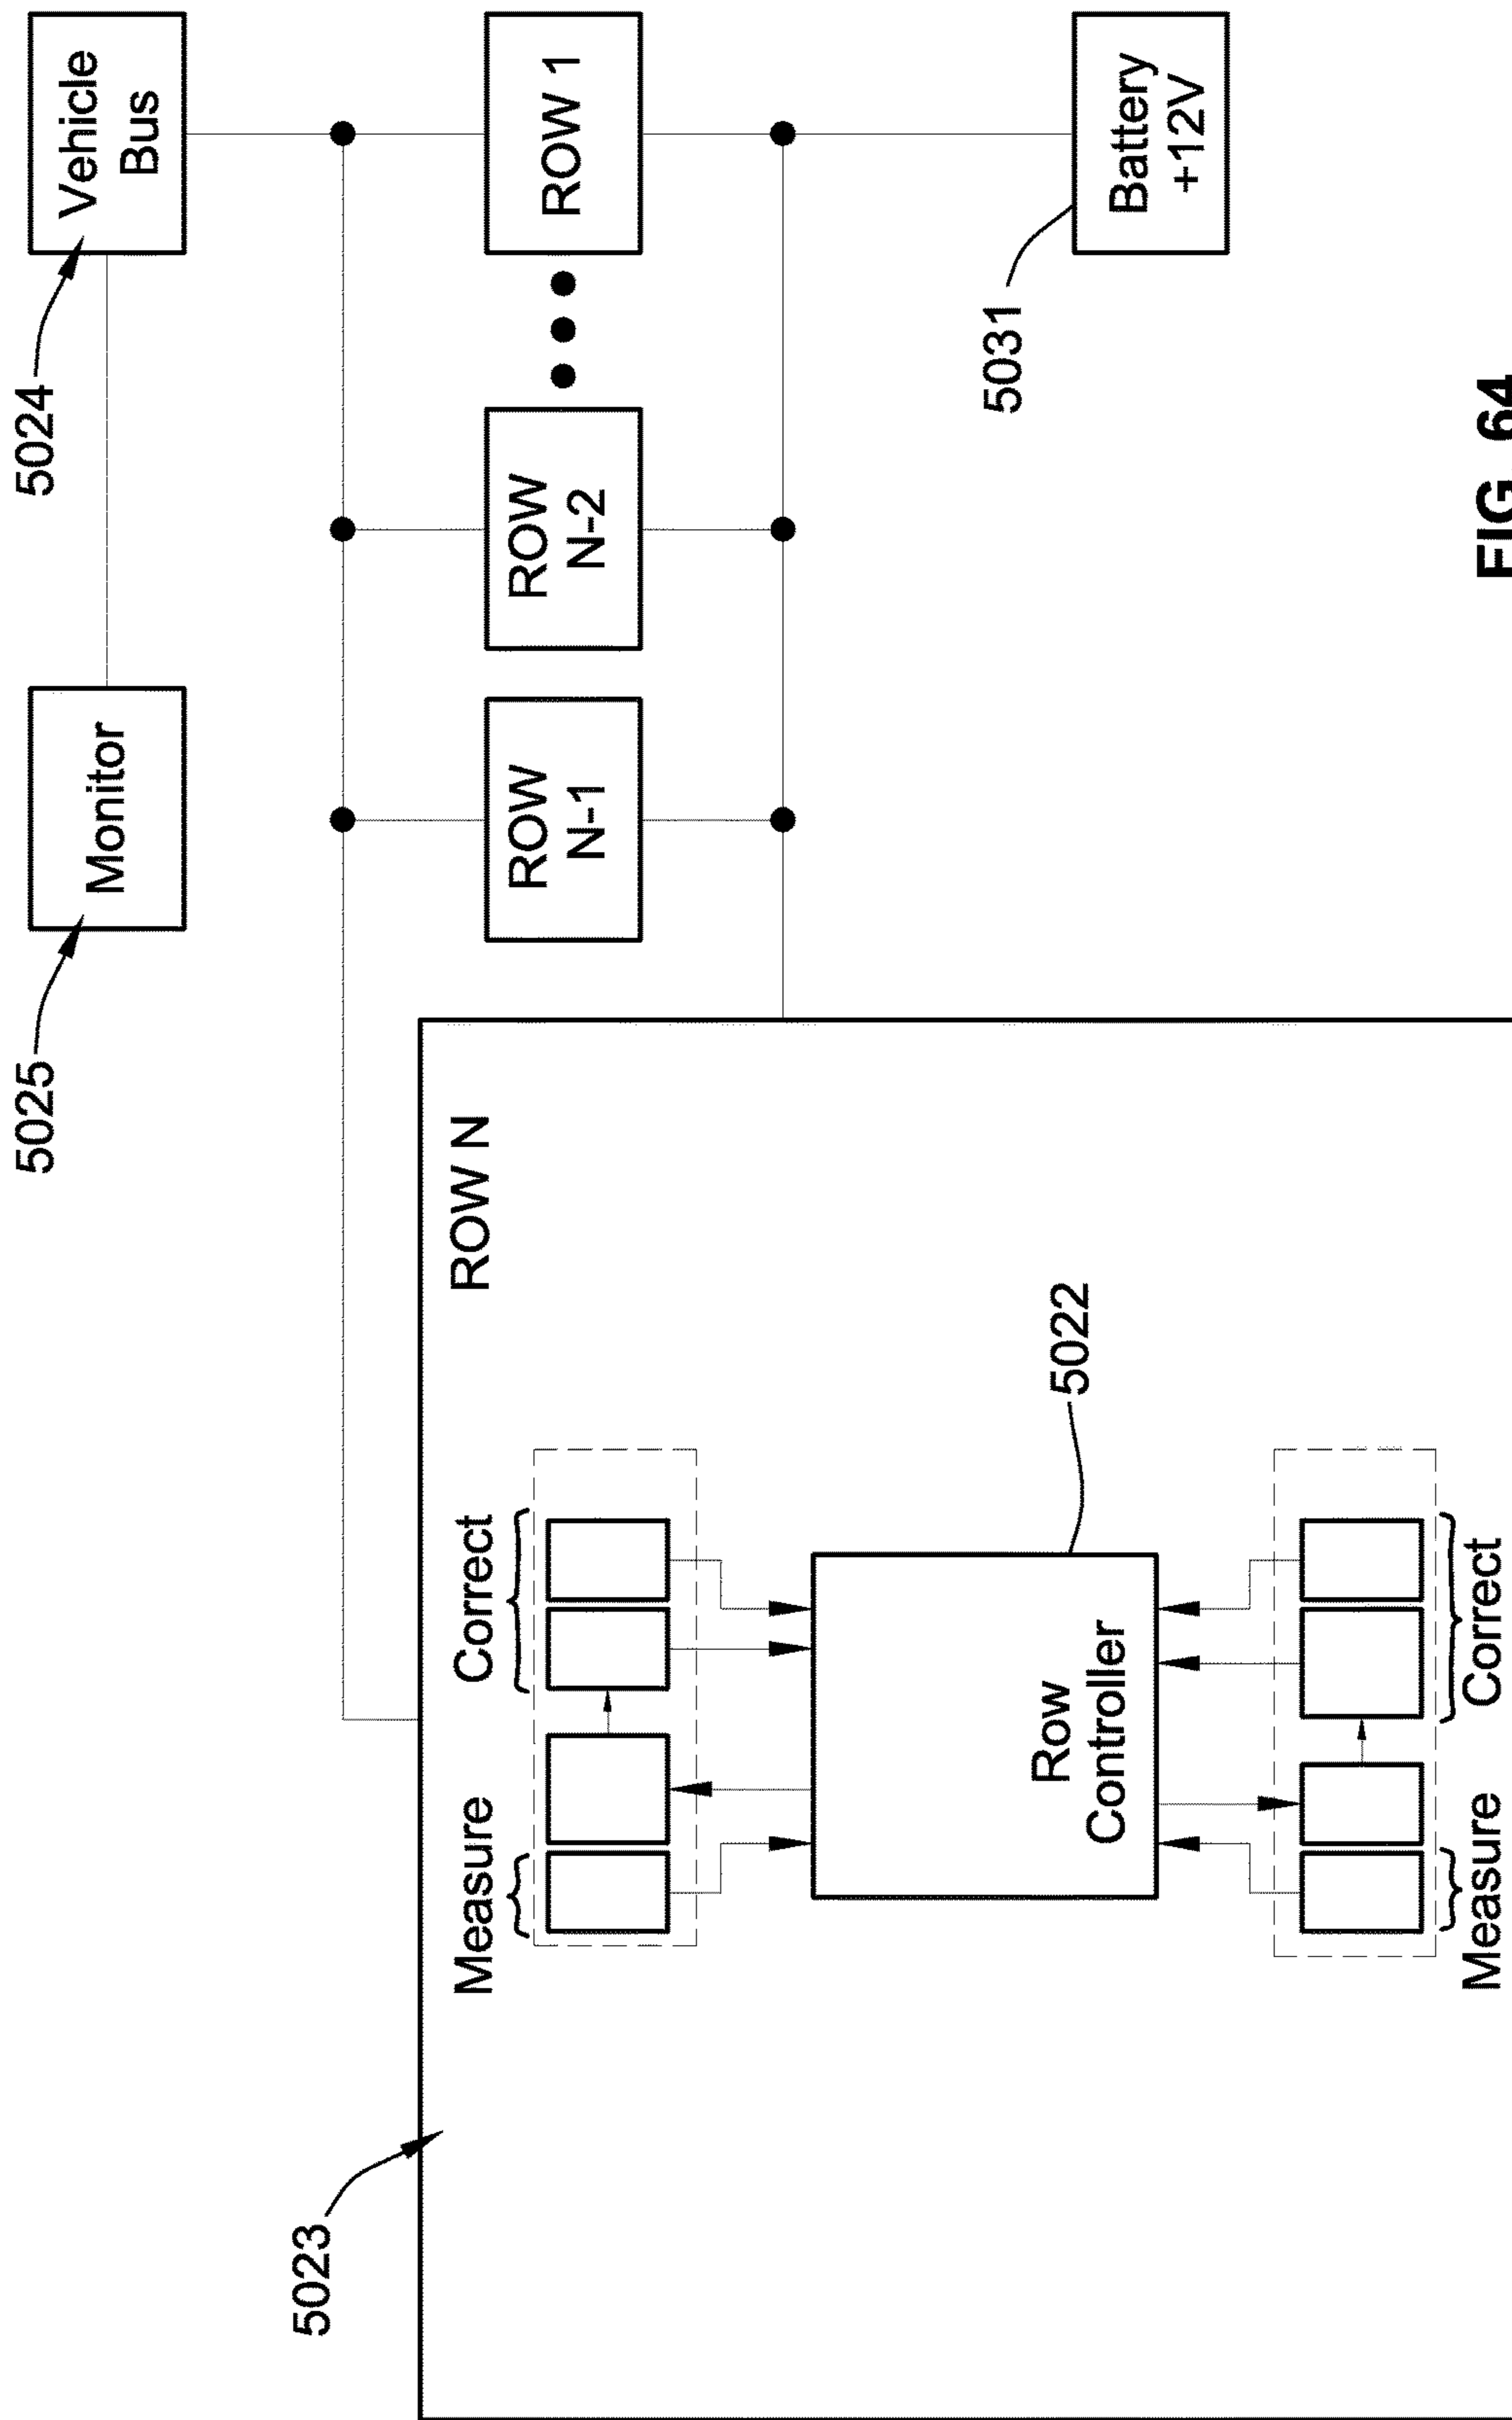 5025
5024
Monitor
Vehicle
Bus
5023
ROW N
ROW
N-1
ROW
N-2
ROW 1
Measure
Correct
5022
Row
Controller
5031
Battery
+12V
Measure
Correct
FIG. 64